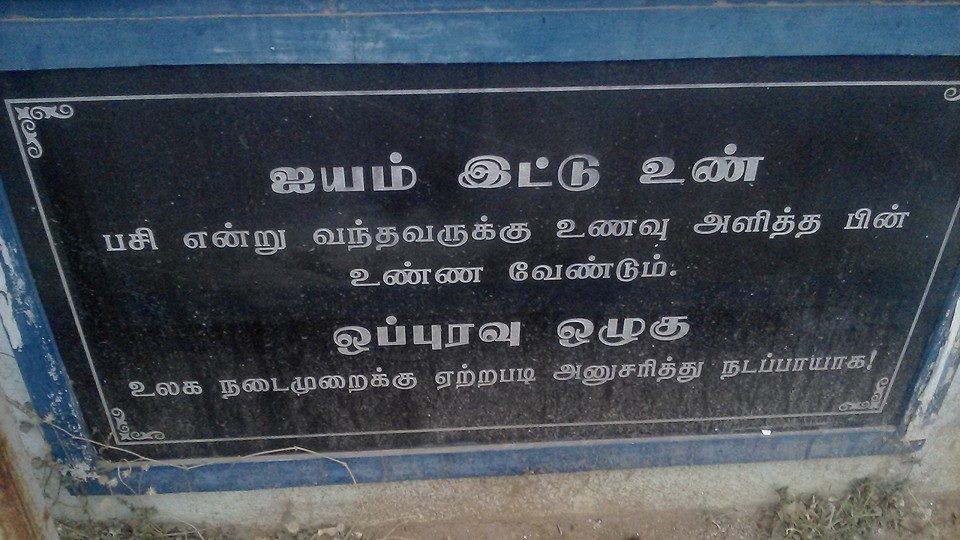 ஐயம் இட்டு உண்
பசி என்று வந்தவருக்கு உணவு அளித்த பின்
உண்ண வேண்டும்.
ஒப்புரவு ஒழுகு
உலக நடைமுறைக்கு ஏற்றபடி அனுசரித்து நடப்பாயாக!